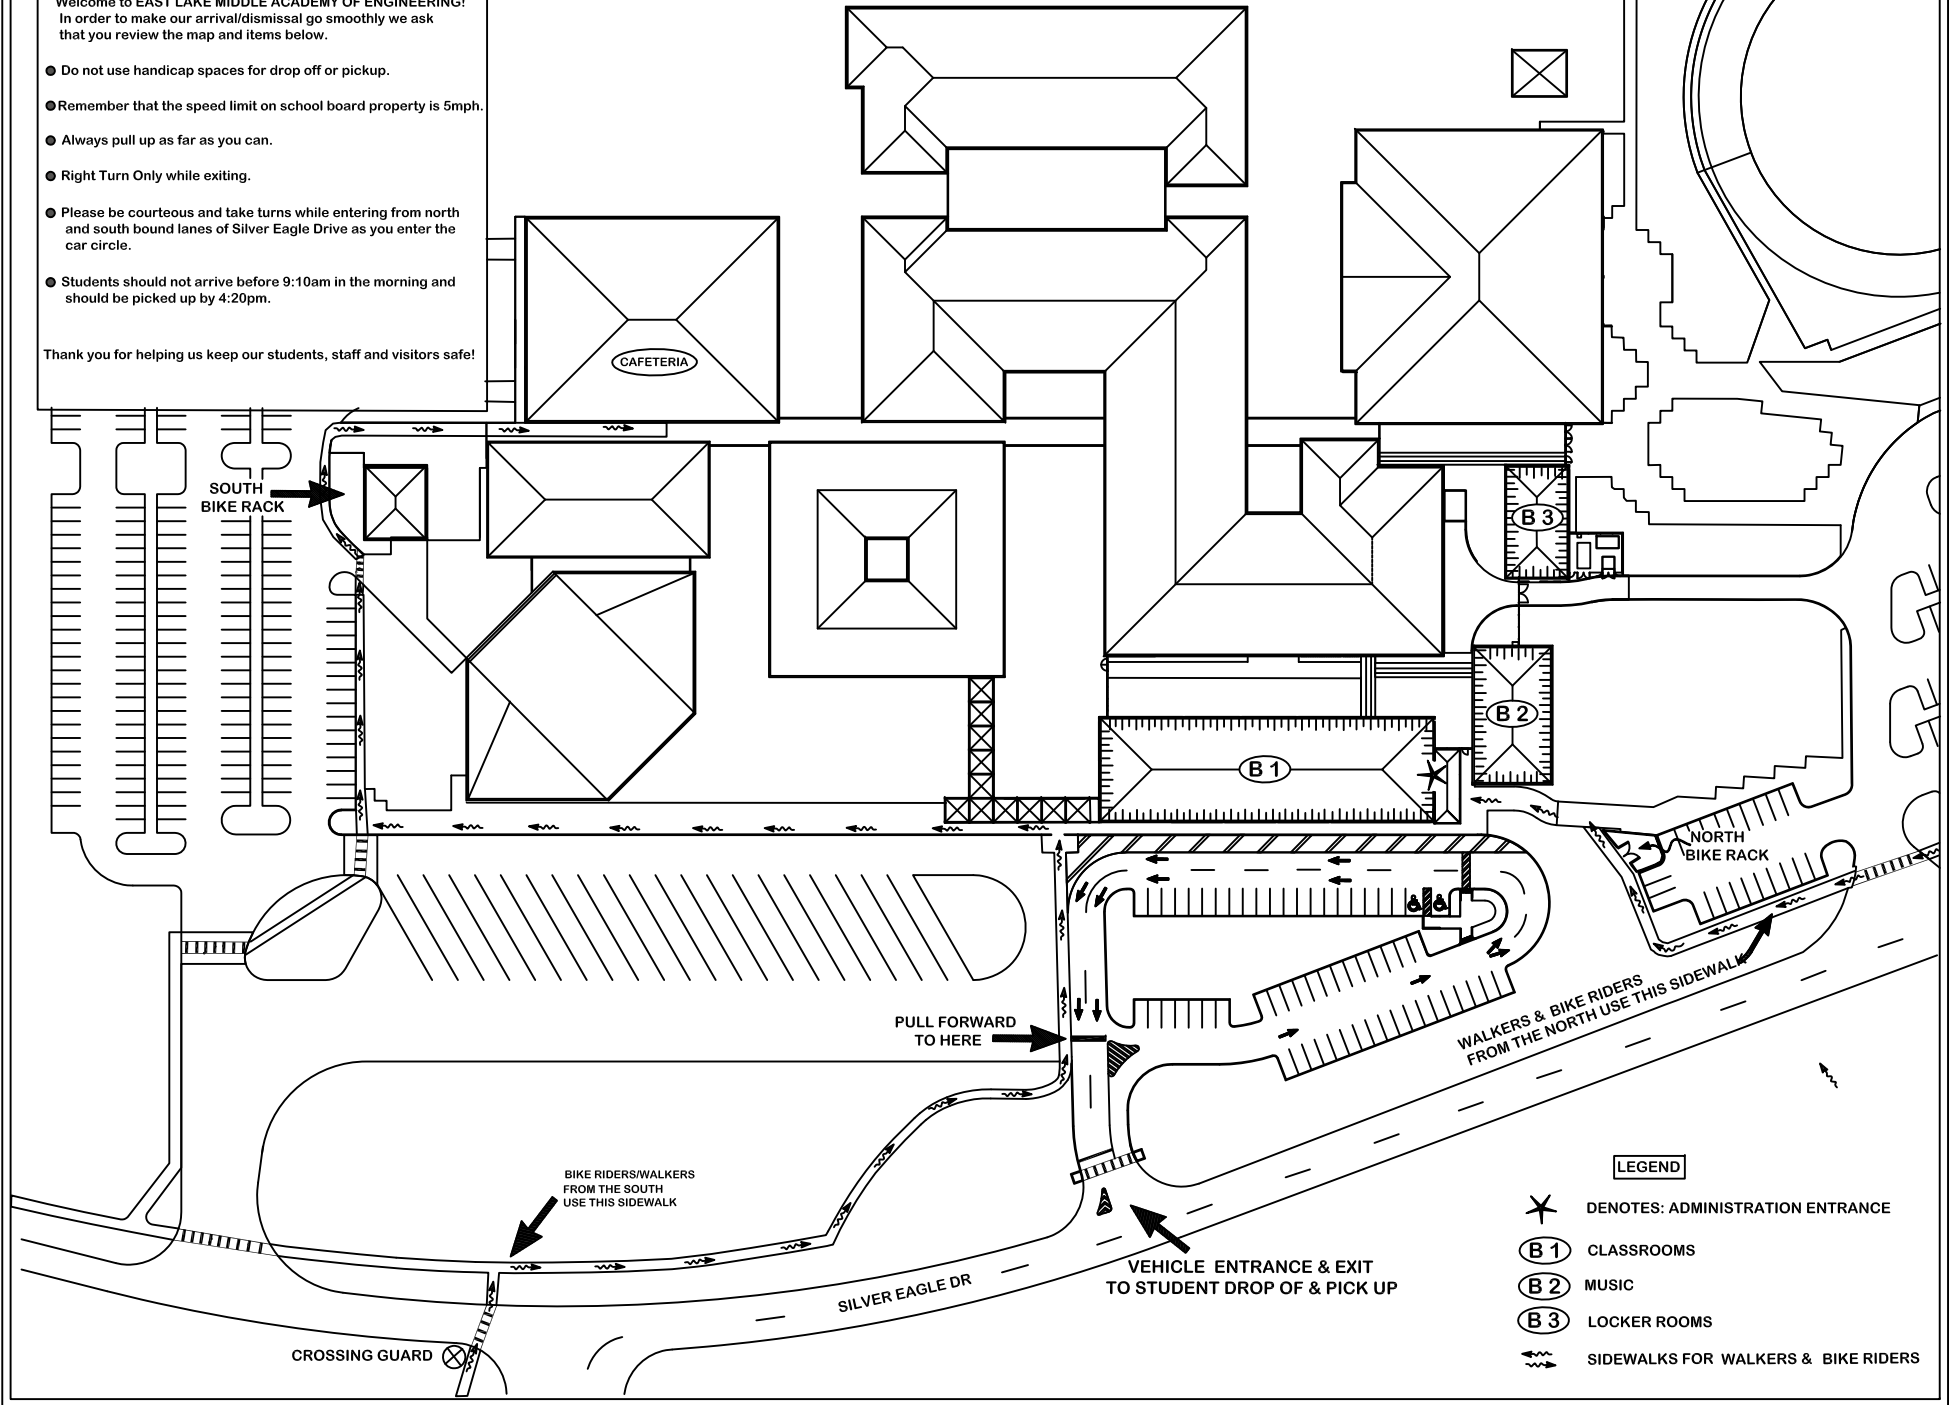 Welcome to EAST LAKE MIDDLE ACADEMY OF ENGINEERING!
In order to make our arrival/dismissal go smoothly we ask
that you review the map and items below.
Do not use handicap spaces for drop off or pickup.
Remember that the speed limit on school board property is 5mph.
Always pull up as far as you can.
Right Turn Only while exiting.
Please be courteous and take turns while entering from north
and south bound lanes of Silver Eagle Drive as you enter the
car circle.
Students should not arrive before 9:10am in the morning and
should be picked up by 4:20pm.
Thank you for helping us keep our students, staff and visitors safe!
CAFETERIA
SOUTH
BIKE RACK
B 3
B 2
B 1
NORTH
BIKE RACK
PULL FORWARD
TO HERE
WALKERS & BIKE RIDERS
FROM THE NORTH USE THIS SIDEWALK
BIKE RIDERS/WALKERS
FROM THE SOUTH
USE THIS SIDEWALK
VEHICLE ENTRANCE & EXIT
TO STUDENT DROP OF & PICK UP
SILVER EAGLE DR
CROSSING GUARD
LEGEND
DENOTES: ADMINISTRATION ENTRANCE
B 1 CLASSROOMS
B 2 MUSIC
B 3 LOCKER ROOMS
SIDEWALKS FOR WALKERS & BIKE RIDERS